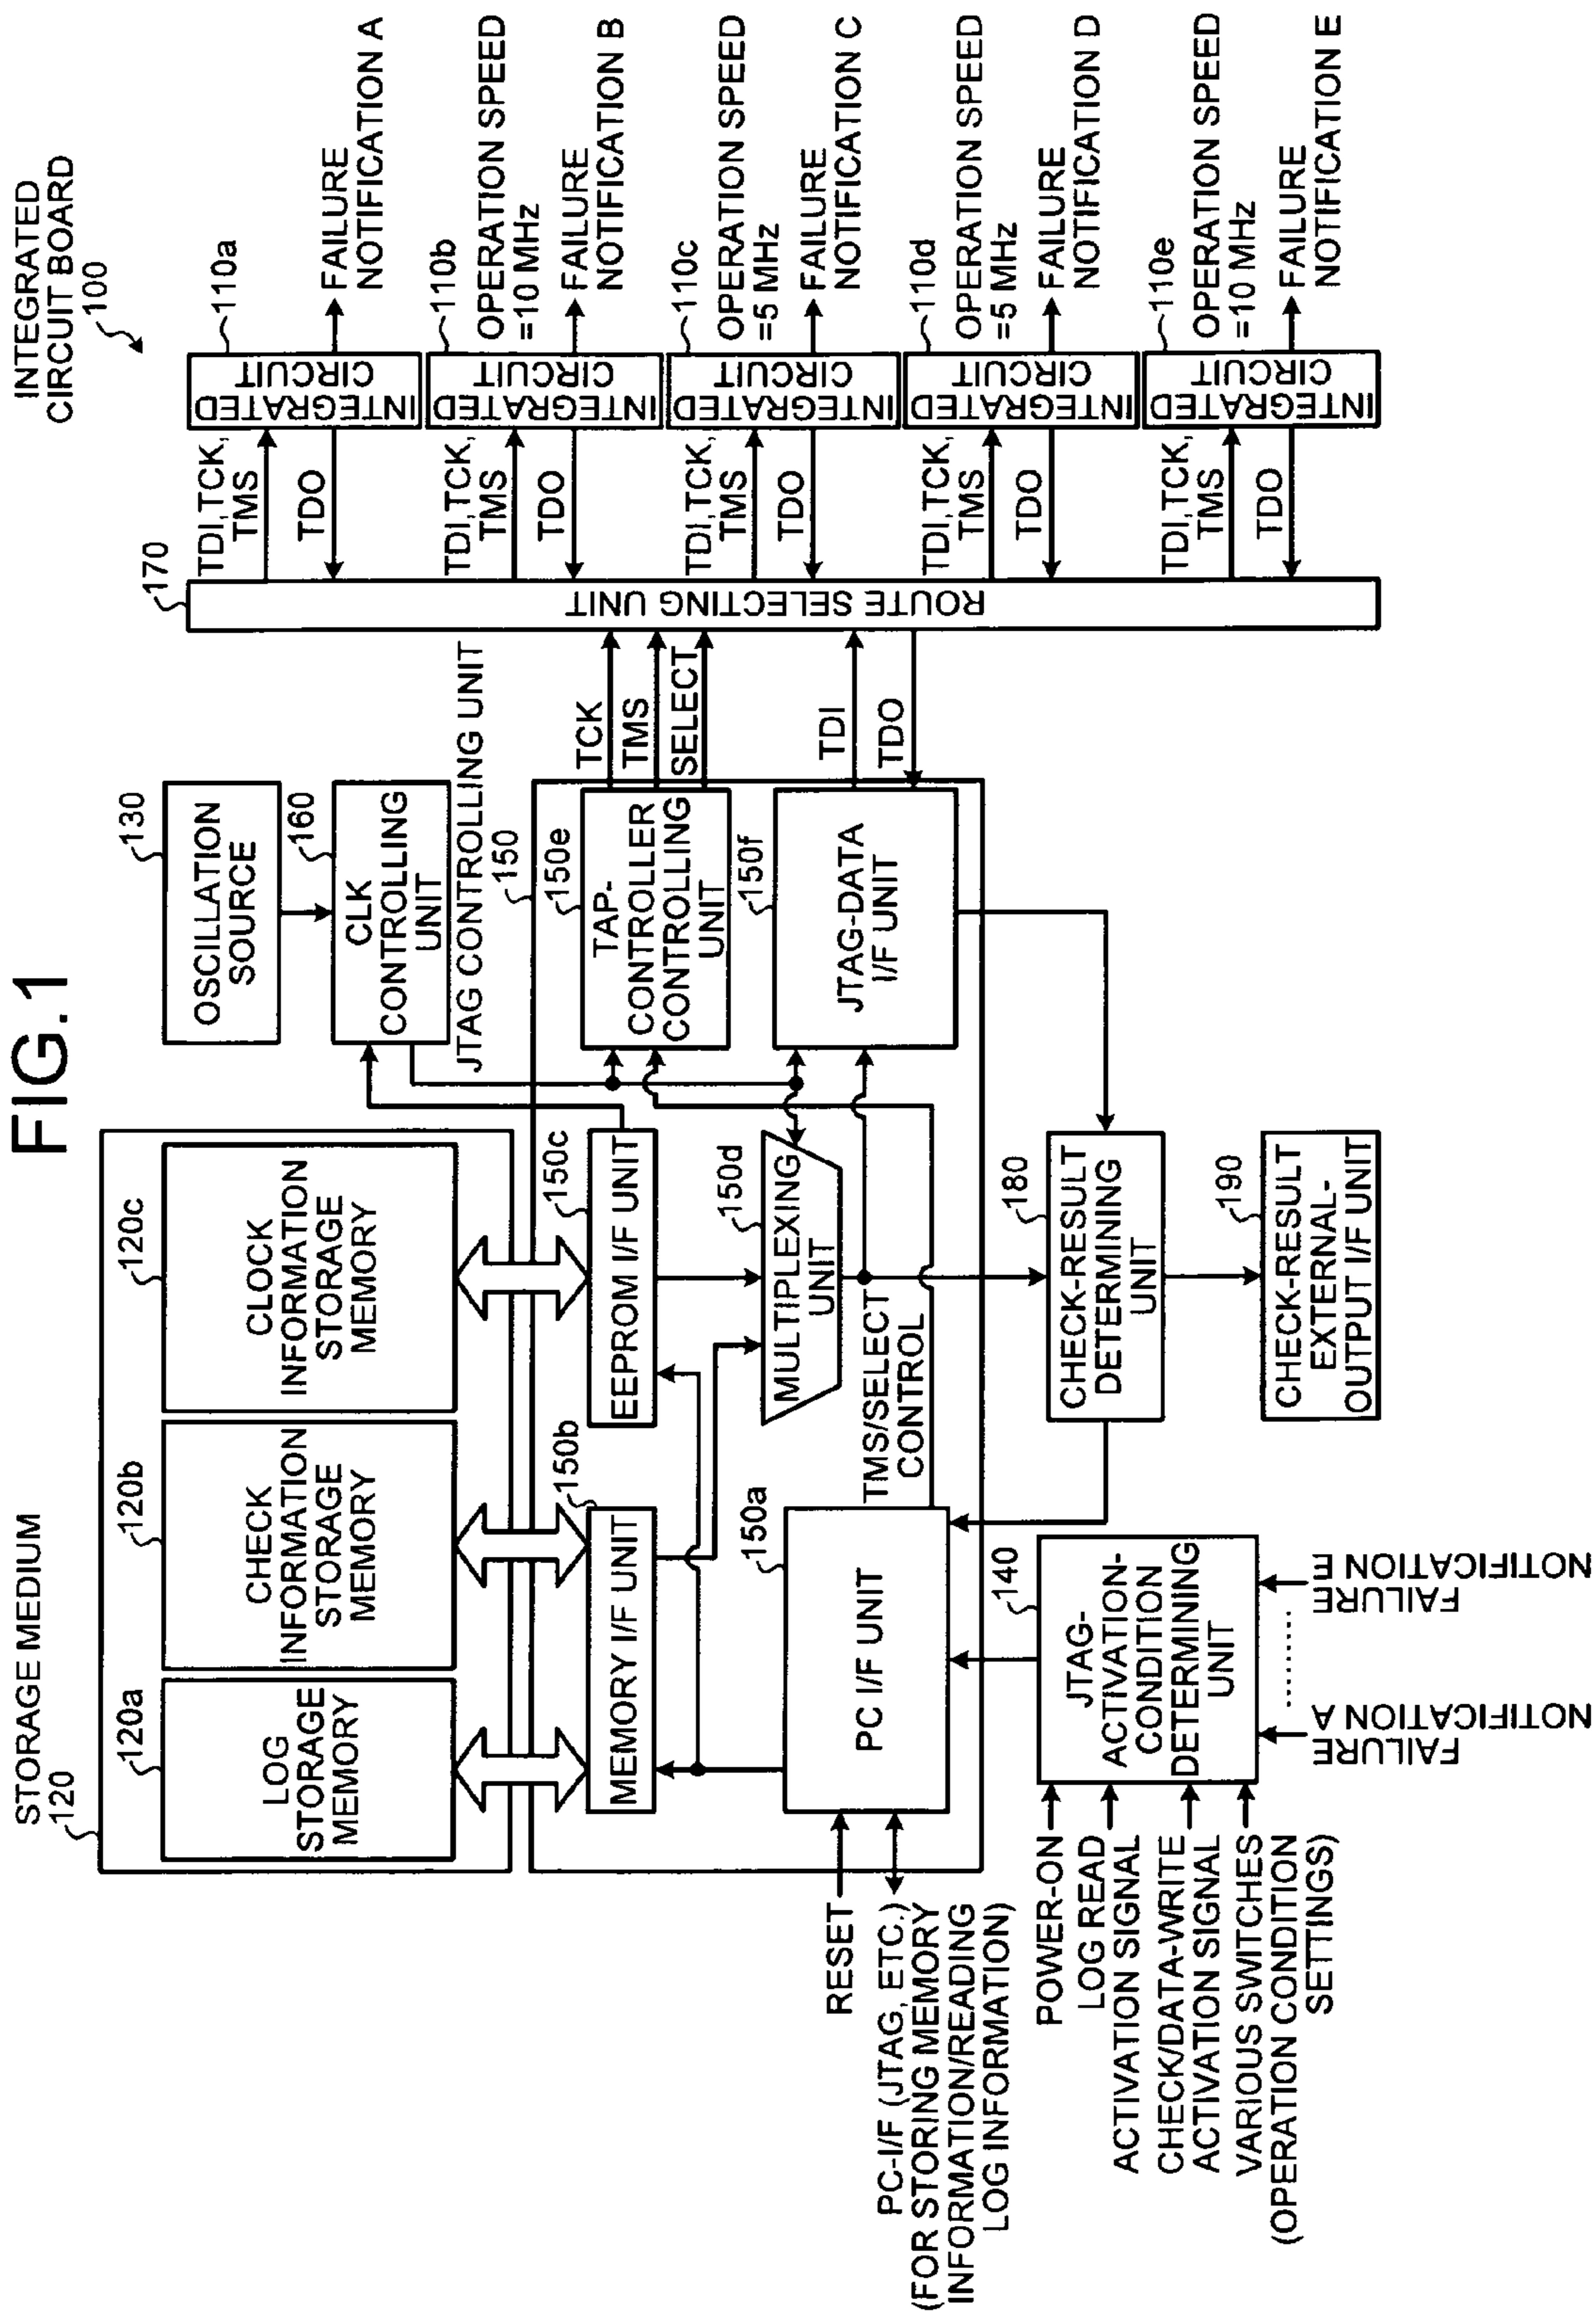 FIG.1
INTEGRATED
CIRCUIT BOARD
100
STORAGE MEDIUM
120
120a
LOG
STORAGE
MEMORY
120b
CHECK
INFORMATION
STORAGE
MEMORY
120c
CLOCK
INFORMATION
STORAGE
MEMORY
130
OSCILLATION
SOURCE
160
CLK
CONTROLLING
UNIT
JTAG CONTROLLING UNIT
150
150b
MEMORY I/F UNIT
150c
EEPROM I/F UNIT
150d
MULTIPLEXING
UNIT
150e
TAP-
CONTROLLER
CONTROLLING
UNIT
150f
JTAG-DATA
I/F UNIT
150a
PC I/F UNIT
TMS/SELECT
CONTROL
TCK
TMS
SELECT
TDI
TDO
170
ROUTE SELECTING UNIT
TDI,TCK,
TMS
TDO
INTEGRATED
CIRCUIT
110a
FAILURE
NOTIFICATION A
TDI,TCK,
TMS
TDO
INTEGRATED
CIRCUIT
110b
OPERATION SPEED
=10 MHz
FAILURE
NOTIFICATION B
TDI,TCK,
TMS
TDO
INTEGRATED
CIRCUIT
110c
OPERATION SPEED
=5 MHz
FAILURE
NOTIFICATION C
TDI,TCK,
TMS
TDO
INTEGRATED
CIRCUIT
110d
OPERATION SPEED
=5 MHz
FAILURE
NOTIFICATION D
TDI,TCK,
TMS
TDO
INTEGRATED
CIRCUIT
110e
OPERATION SPEED
=10 MHz
FAILURE
NOTIFICATION E
RESET
PC-I/F (JTAG, ETC.)
(FOR STORING MEMORY
INFORMATION/READING
LOG INFORMATION)
140
JTAG-
ACTIVATION-
CONDITION
DETERMINING
UNIT
180
CHECK-RESULT
DETERMINING
UNIT
190
CHECK-RESULT
EXTERNAL-
OUTPUT I/F UNIT
POWER-ON
LOG READ
ACTIVATION SIGNAL
CHECK/DATA-WRITE
ACTIVATION SIGNAL
VARIOUS SWITCHES
(OPERATION CONDITION
SETTINGS)
FAILURE
NOTIFICATION A
FAILURE
NOTIFICATION E